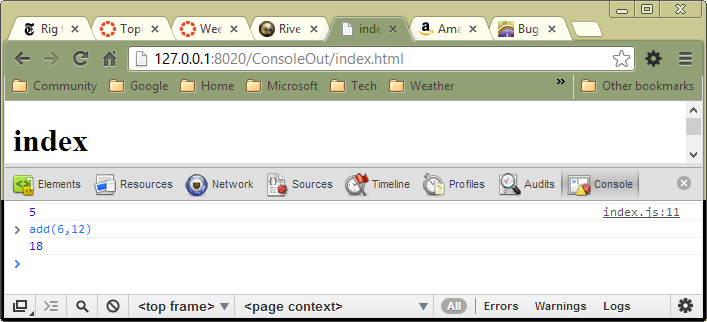 Rig Topi Wee Rive inde Ama Bug
127.0.0.1:8020/ConsoleOut/index.html
Community Google Home Microsoft Tech Weather » Other bookmarks
index
Elements Resources Network Sources Timeline Profiles Audits Console
5 index.js:11
> add(6,12)
18
>
<top frame> <page context> All Errors Warnings Logs